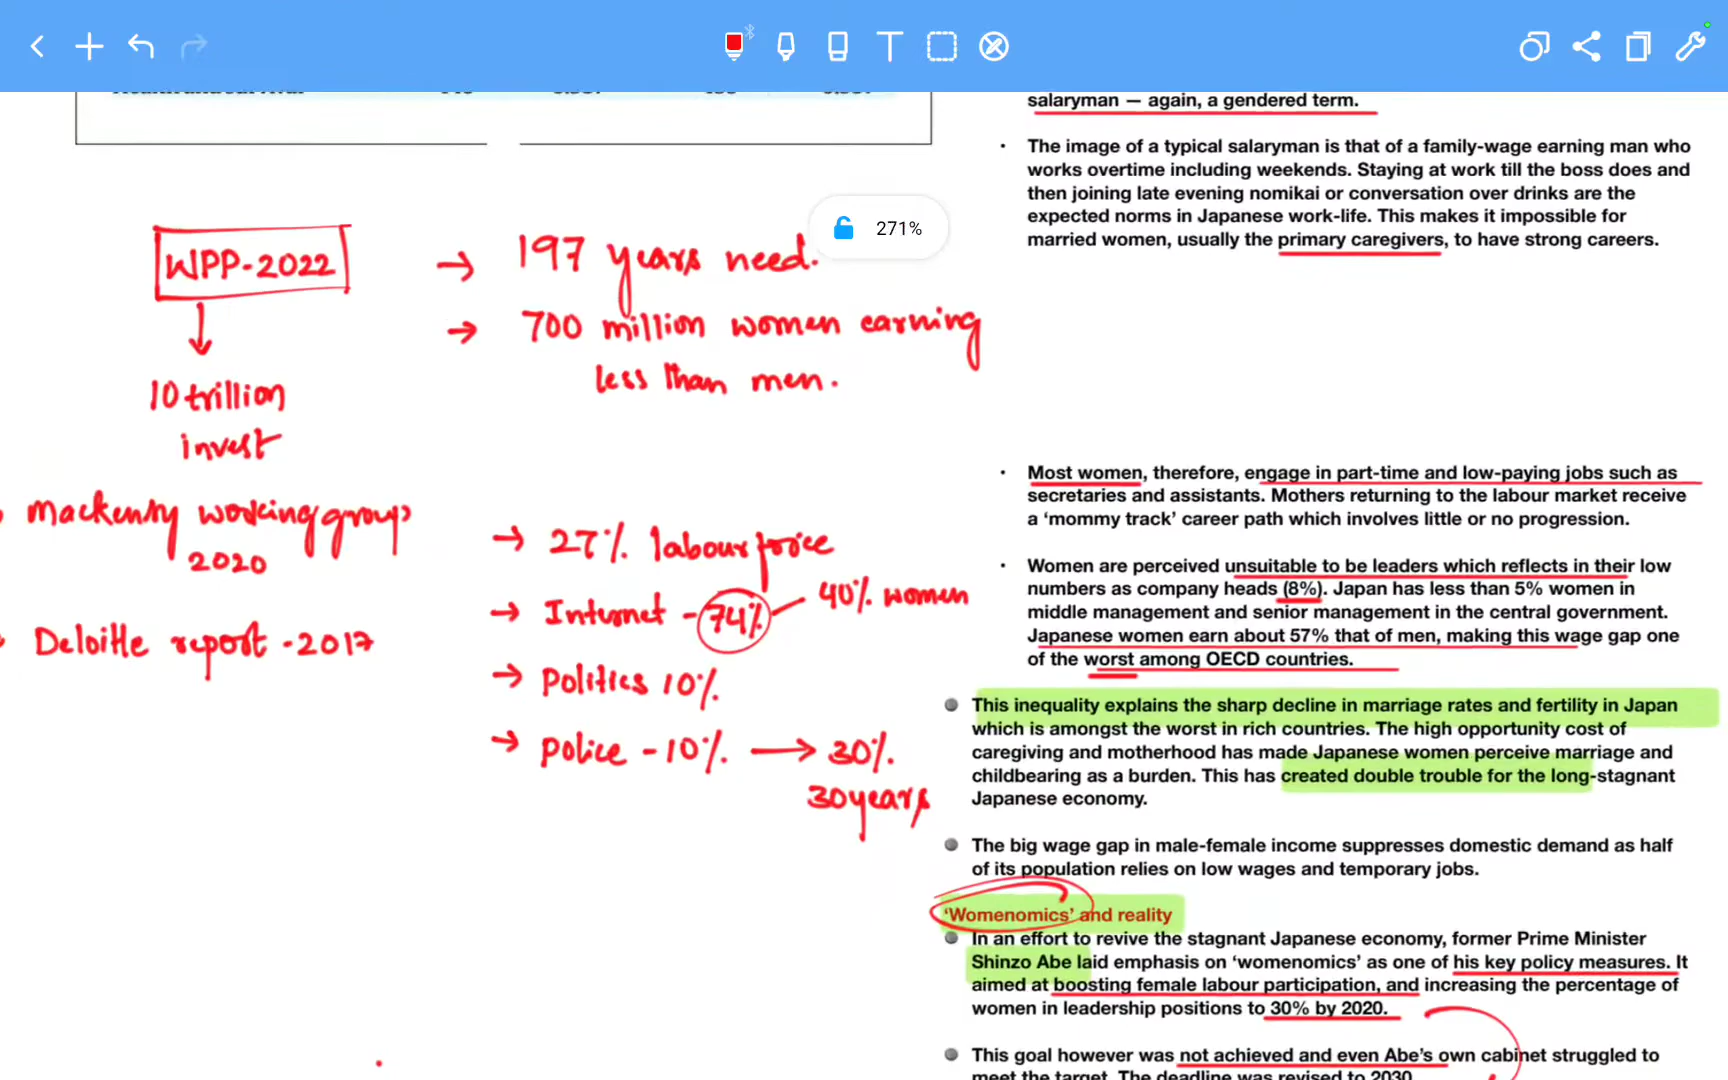 271%
WPP-2022
10 trillion
invest
→ 197 years need.
→ 700 million women earning
less than men.
Mackensy working group
2020
Deloitte report - 2017
→ 27% labour force
→ Internet - 74% 40% women
→ Politics 10%
→ Police - 10% → 30%
30 years
salaryman — again, a gendered term.
• The image of a typical salaryman is that of a family-wage earning man who
works overtime including weekends. Staying at work till the boss does and
then joining late evening nomikai or conversation over drinks are the
expected norms in Japanese work-life. This makes it impossible for
married women, usually the primary caregivers, to have strong careers.
• Most women, therefore, engage in part-time and low-paying jobs such as
secretaries and assistants. Mothers returning to the labour market receive
a ‘mommy track’ career path which involves little or no progression.
• Women are perceived unsuitable to be leaders which reflects in their low
numbers as company heads (8%). Japan has less than 5% women in
middle management and senior management in the central government.
Japanese women earn about 57% that of men, making this wage gap one
of the worst among OECD countries.
● This inequality explains the sharp decline in marriage rates and fertility in Japan
which is amongst the worst in rich countries. The high opportunity cost of
caregiving and motherhood has made Japanese women perceive marriage and
childbearing as a burden. This has created double trouble for the long-stagnant
Japanese economy.
● The big wage gap in male-female income suppresses domestic demand as half
of its population relies on low wages and temporary jobs.
‘Womenomics’ and reality
● In an effort to revive the stagnant Japanese economy, former Prime Minister
Shinzo Abe laid emphasis on ‘womenomics’ as one of his key policy measures. It
aimed at boosting female labour participation, and increasing the percentage of
women in leadership positions to 30% by 2020.
● This goal however was not achieved and even Abe’s own cabinet struggled to
meet the target. The deadline was revised to 2030.